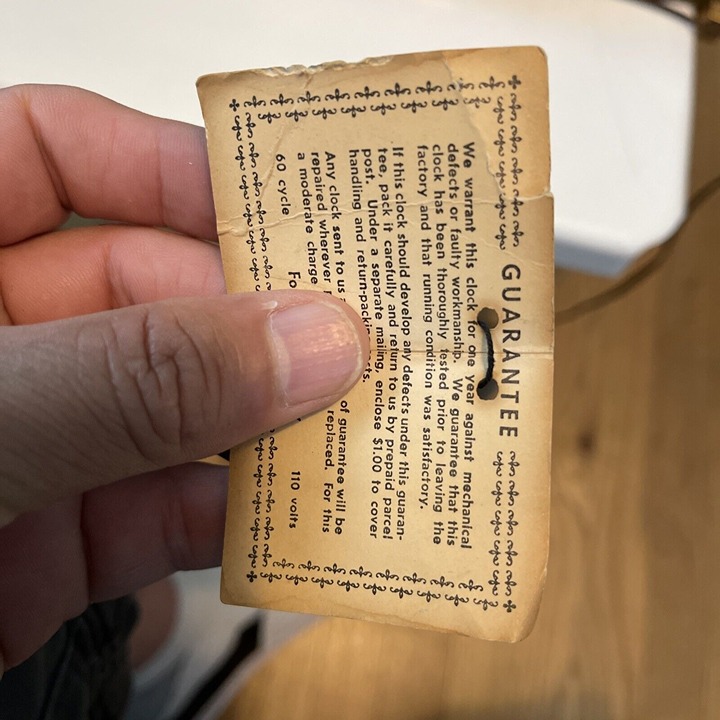 GUARANTEE
We warrant this clock for one year against mechanical
defects or faulty workmanship. We guarantee that this
clock has been thoroughly tested prior to leaving the
factory and that running condition was satisfactory.
If this clock should develop any defects under this guaran-
tee, pack it carefully and return to us by prepaid parcel
post. Under a separate mailing, enclose $1.00 to cover
handling and return-packing
Any clock sent to us of guarantee will be
repaired wherever replaced. For this
a moderate charge
60 cycle 110 volts